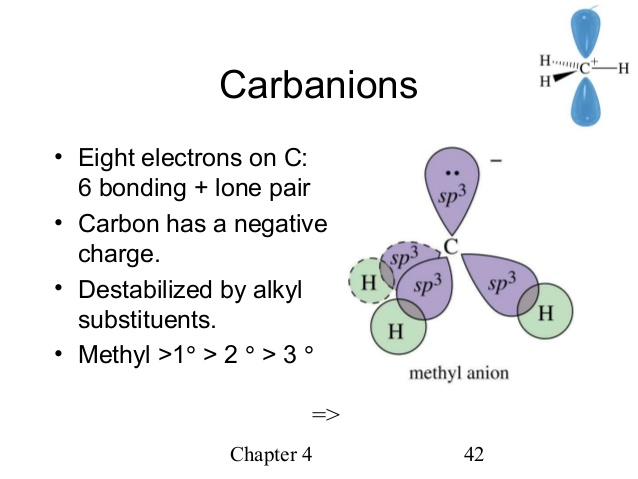 Carbanions
H C + H
H
• Eight electrons on C:
6 bonding + lone pair
• Carbon has a negative
charge.
• Destabilized by alkyl
substituents.
• Methyl >1° > 2 ° > 3 °
•• −
sp³
C
sp³ sp³ sp³
H H H
methyl anion
=>
Chapter 4 42